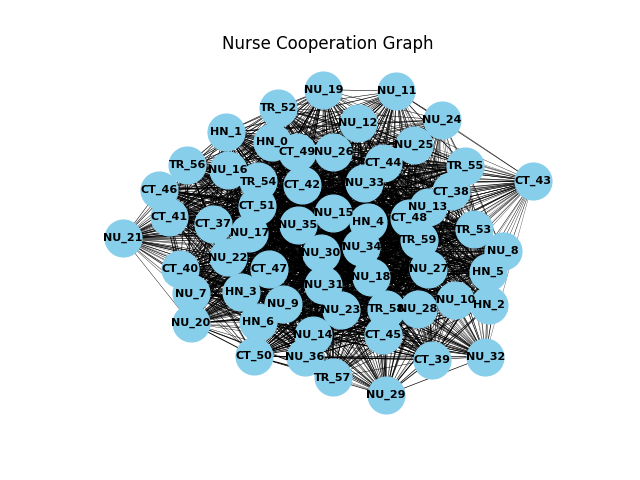 Nurse Cooperation Graph
NU_19
NU_11
TR_52
NU_24
NU_12
HN_1
HN_0
NU_25
CT_49
NU_26
CT_44
TR_56
NU_16
TR_55
TR_54
NU_33
CT_43
CT_42
CT_46
CT_38
CT_51
NU_13
NU_15
CT_41
CT_48
HN_4
CT_37
NU_35
TR_53
NU_17
NU_21
TR_59
NU_34
NU_8
NU_30
NU_22
CT_40
CT_47
NU_27
HN_5
NU_18
NU_31
NU_7
HN_3
NU_10
NU_9
HN_2
NU_23
TR_58
NU_28
NU_20
HN_6
NU_14
CT_45
CT_50
NU_36
NU_32
CT_39
TR_57
NU_29